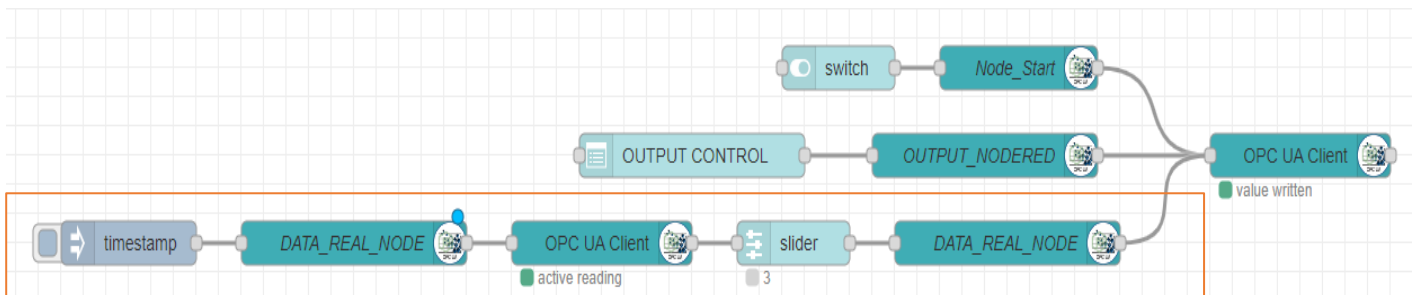 switch
Node_Start
OUTPUT CONTROL
OUTPUT_NODERED
OPC UA Client
value written
timestamp
DATA_REAL_NODE
OPC UA Client
active reading
slider
3
DATA_REAL_NODE